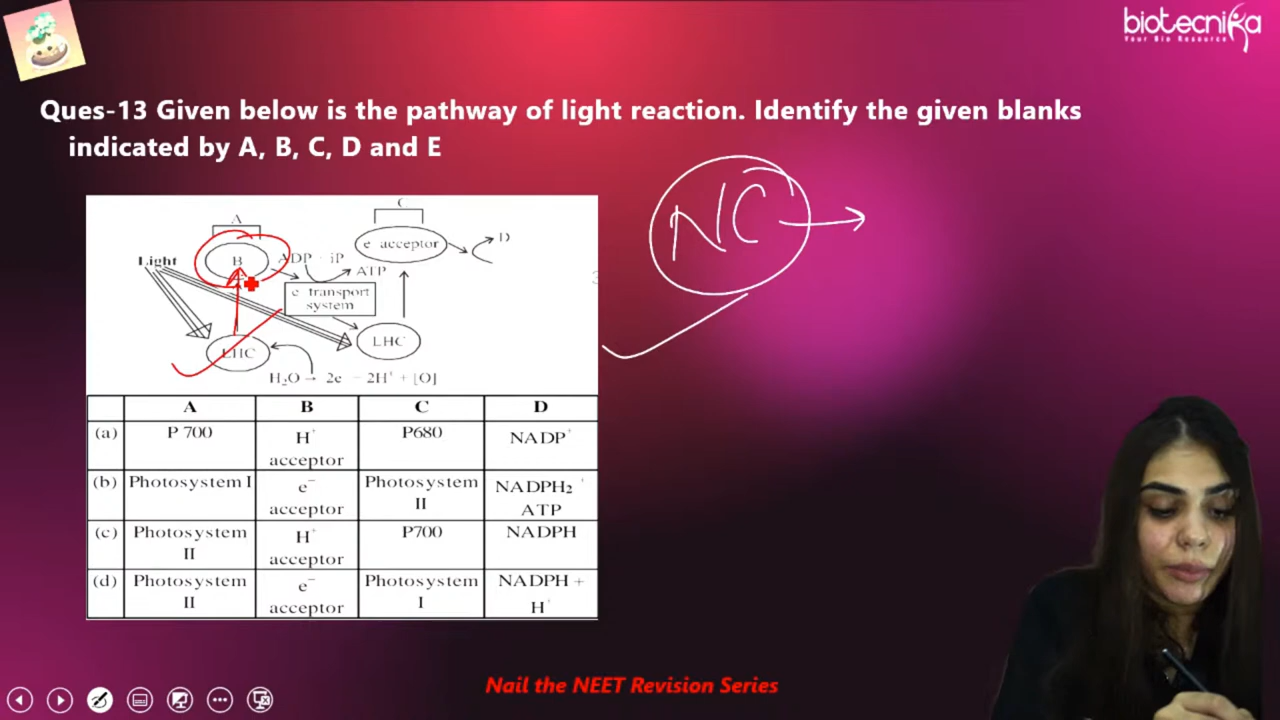 biotecnika
Your Bio Resource
Ques-13 Given below is the pathway of light reaction. Identify the given blanks
indicated by A, B, C, D and E
NC
A
C
B
e acceptor
D
Light
ADP + iP
ATP
e transport
system
LHC
LHC
H₂O → 2e - 2H⁺ + [O]
A B C D
(a) P 700 H⁺ acceptor P680 NADP⁺
(b) Photosystem I e⁻ acceptor Photosystem II NADPH₂ + ATP
(c) Photosystem II H⁺ acceptor P700 NADPH
(d) Photosystem II e⁻ acceptor Photosystem I NADPH + H⁺
Nail the NEET Revision Series